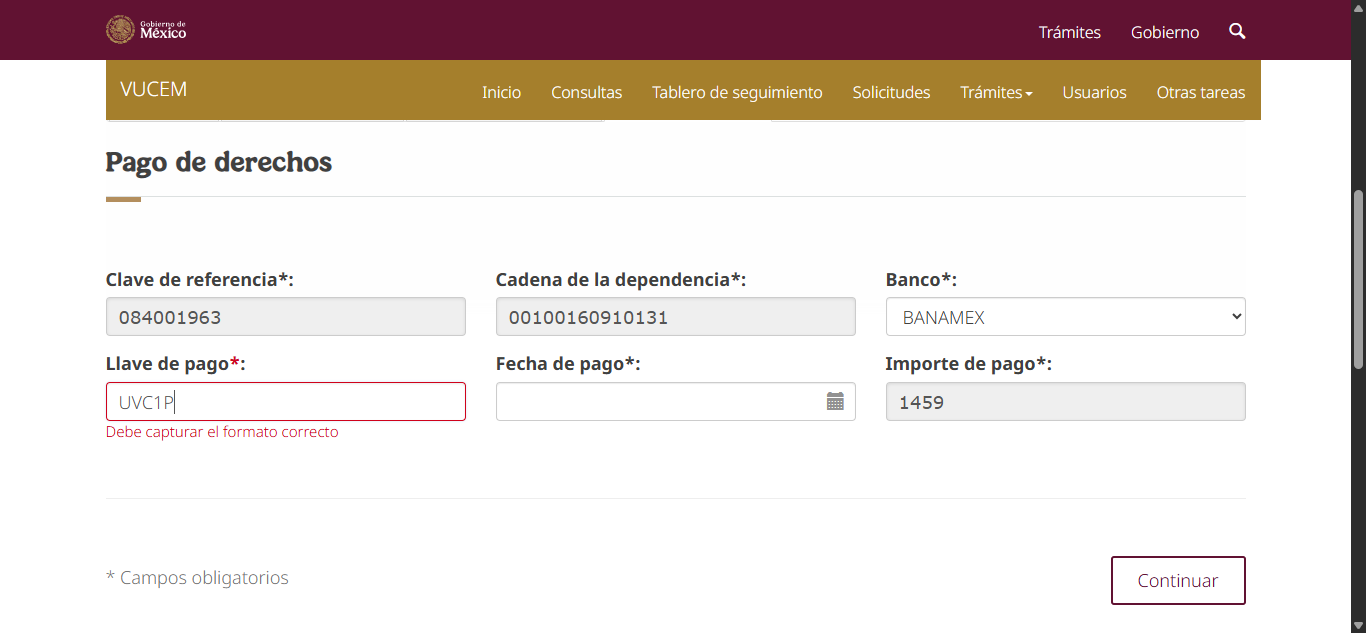 Gobierno de
México
Trámites Gobierno
VUCEM
Inicio Consultas Tablero de seguimiento Solicitudes Trámites Usuarios Otras tareas
Pago de derechos
Clave de referencia*: Cadena de la dependencia*: Banco*:
084001963 00100160910131 BANAMEX
Llave de pago*: Fecha de pago*: Importe de pago*:
UVC1P 1459
Debe capturar el formato correcto
* Campos obligatorios
Continuar